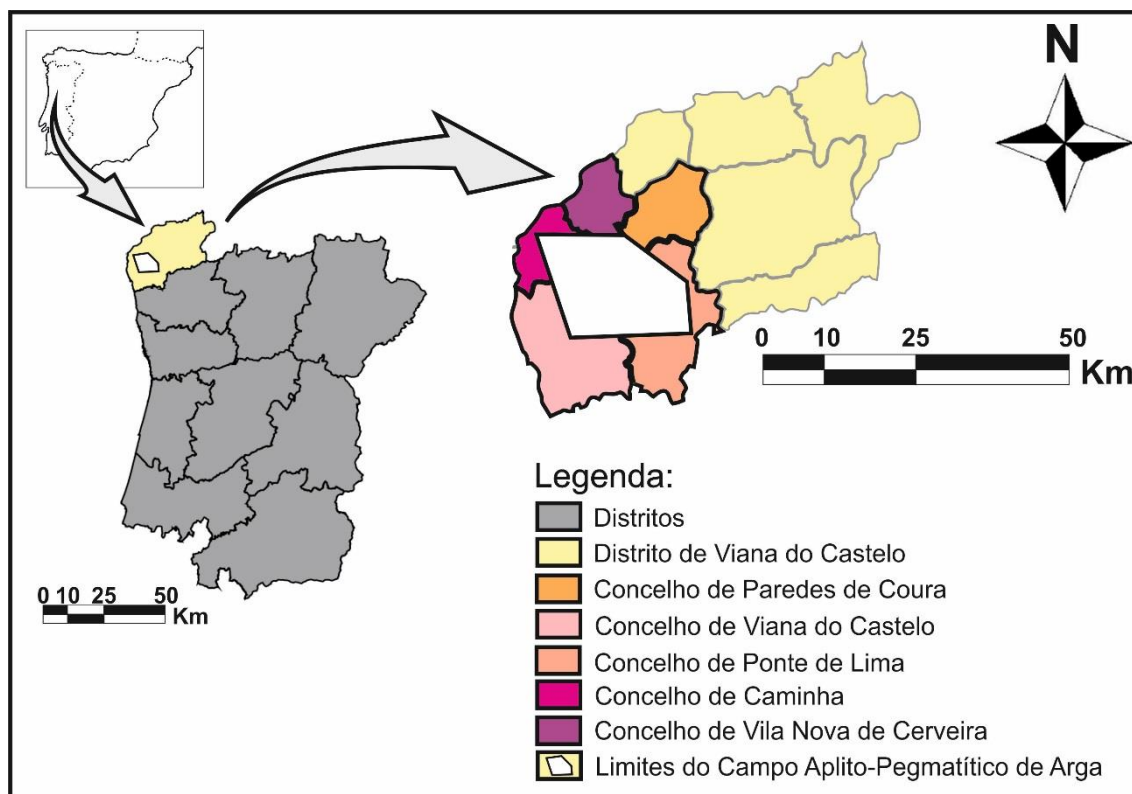 N
0 10 25 50
Km
0 10 25 50
Km
Legenda:
Distritos
Distrito de Viana do Castelo
Concelho de Paredes de Coura
Concelho de Viana do Castelo
Concelho de Ponte de Lima
Concelho de Caminha
Concelho de Vila Nova de Cerveira
Limites do Campo Aplito-Pegmatítico de Arga